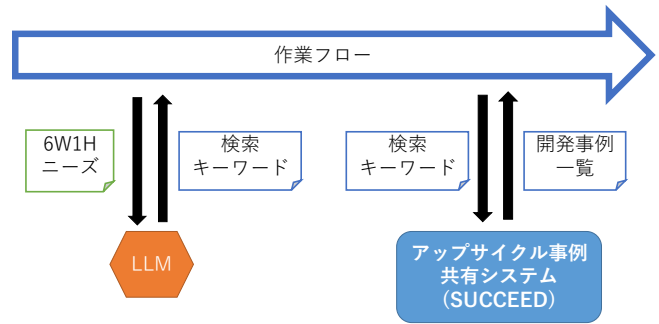 作業フロー
6W1H
ニーズ
検索
キーワード
検索
キーワード
開発事例
一覧
LLM
アップサイクル事例
共有システム
（SUCCEED）